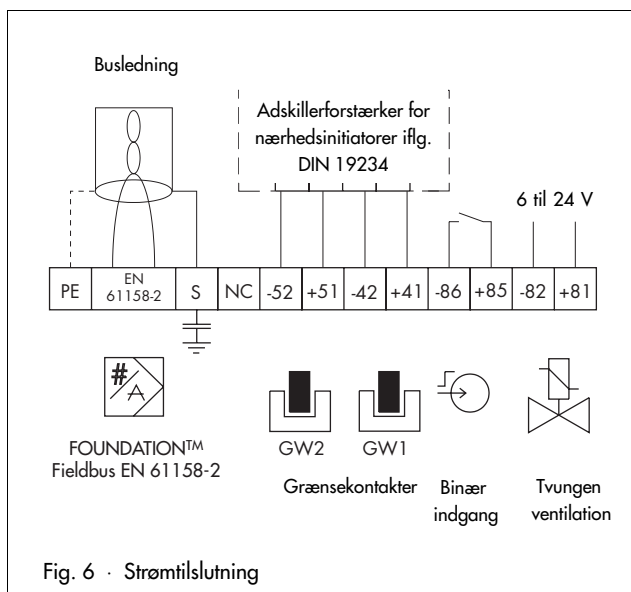 Busledning
Adskillerforstærker for
nærhedsinitiatorer iflg.
DIN 19234
6 til 24 V
PE
EN
61158-2
S
NC
-52
+51
-42
+41
-86
+85
-82
+81
#
A
FOUNDATION™
Fieldbus EN 61158-2
GW2
GW1
Grænsekontakter
Binær
indgang
Tvungen
ventilation
Fig. 6 · Strømtilslutning